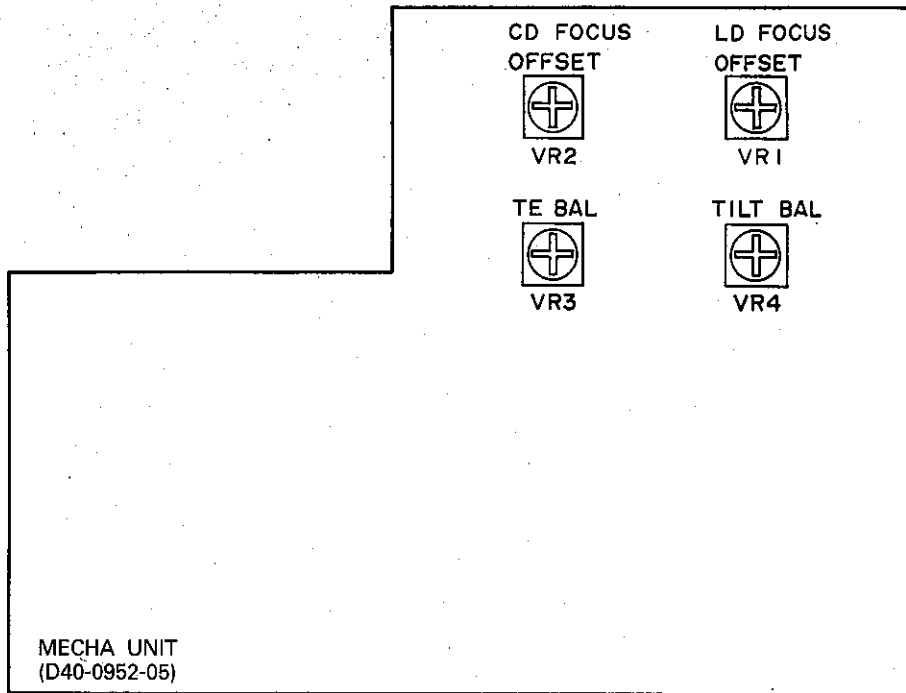 CD FOCUS
OFFSET
VR2
LD FOCUS
OFFSET
VR1
TE BAL
VR3
TILT BAL
VR4
MECHA UNIT
(D40-0952-05)